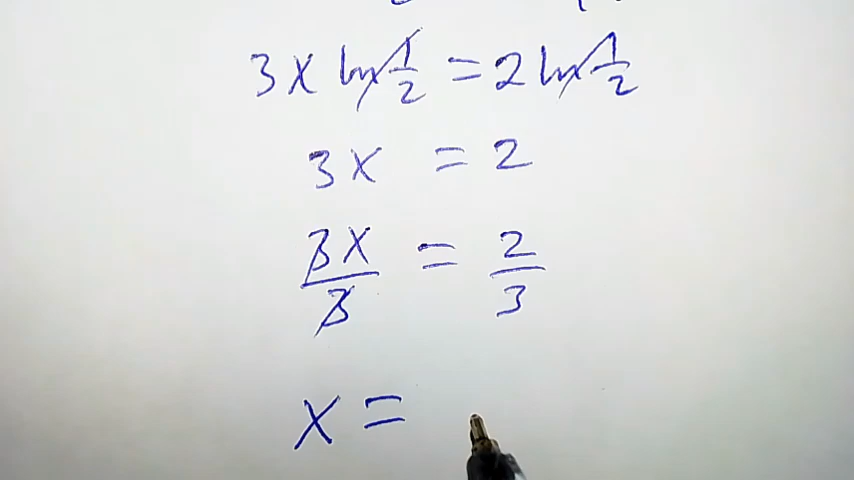 3x ln 1/2 = 2 ln 1/2
3x = 2
3x/3 = 2/3
x =